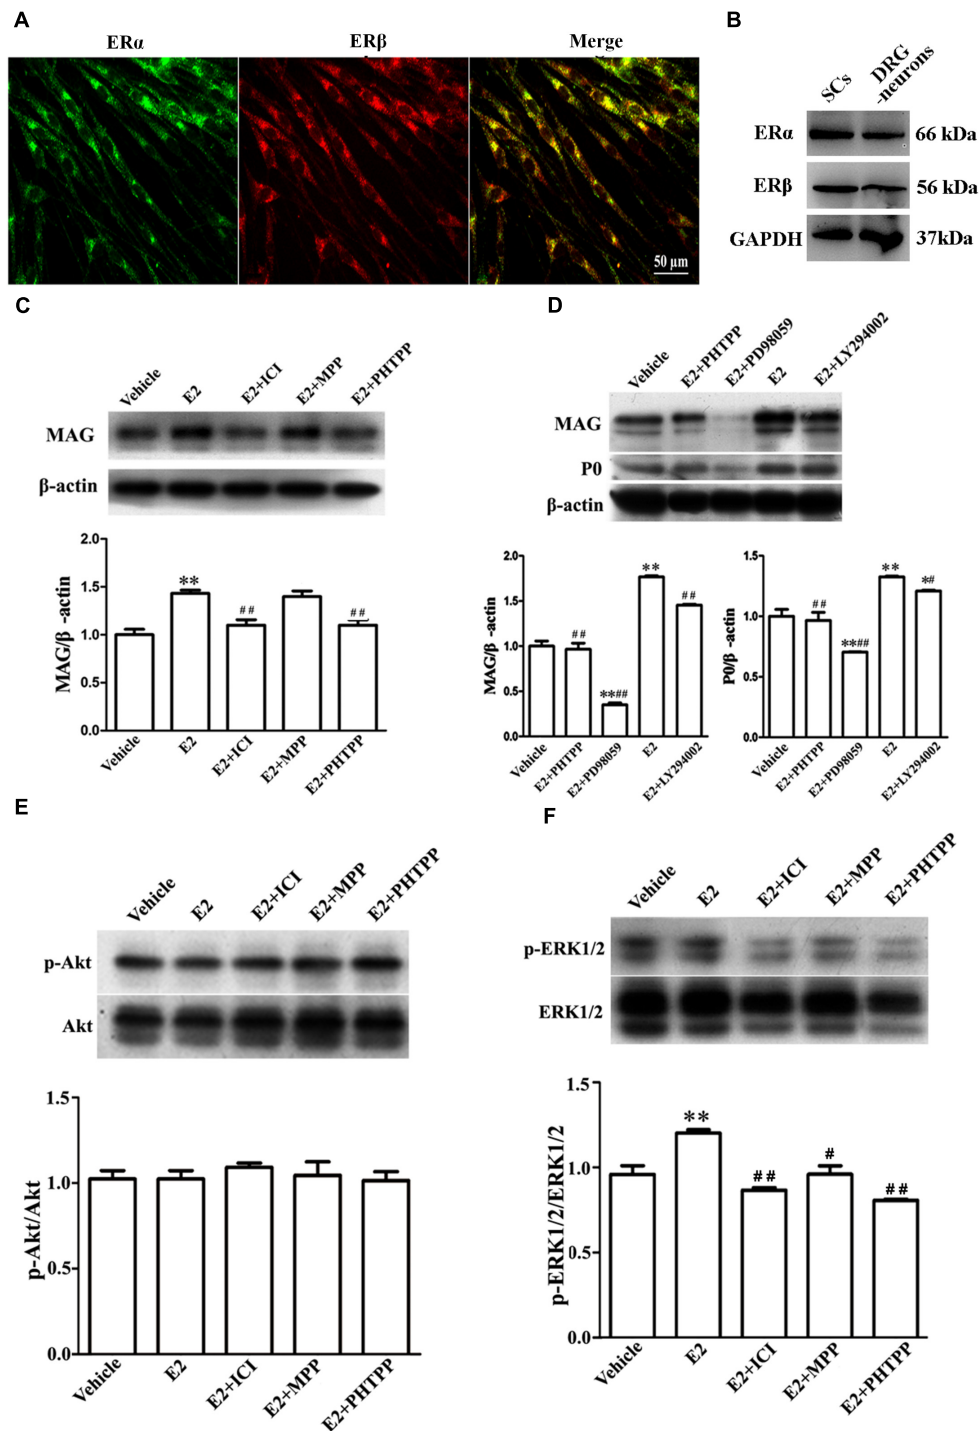 A
ERα ERβ Merge
50 µm
B
SCs DRG
-neurons
ERα 66 kDa
ERβ 56 kDa
GAPDH 37kDa
C
Vehicle E2 E2+ICI E2+MPP E2+PHTPP
MAG
β-actin
MAG/β -actin
2.0
1.5
1.0
0.5
0.0
** ## ##
Vehicle E2 E2+ICI E2+MPP E2+PHTPP
D
Vehicle E2+PHTPP E2+PD98059 E2 E2+LY294002
MAG
P0
β-actin
MAG/β -actin
2.0
1.5
1.0
0.5
0.0
## **## ** ##
Vehicle E2+PHTPP E2+PD98059 E2 E2+LY294002
P0/β -actin
1.5
1.0
0.5
0.0
## **## ** *#
Vehicle E2+PHTPP E2+PD98059 E2 E2+LY294002
E
Vehicle E2 E2+ICI E2+MPP E2+PHTPP
p-Akt
Akt
p-Akt/Akt
1.5
1.0
0.5
0.0
Vehicle E2 E2+ICI E2+MPP E2+PHTPP
F
Vehicle E2 E2+ICI E2+MPP E2+PHTPP
p-ERK1/2
ERK1/2
p-ERK1/2/ERK1/2
1.5
1.0
0.5
0.0
** ## # ##
Vehicle E2 E2+ICI E2+MPP E2+PHTPP